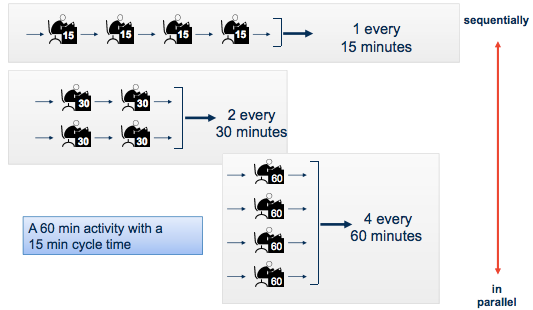 15 15 15 15
1 every
15 minutes
sequentially
30 30
30 30
2 every
30 minutes
60
60
60
60
4 every
60 minutes
A 60 min activity with a
15 min cycle time
in
parallel